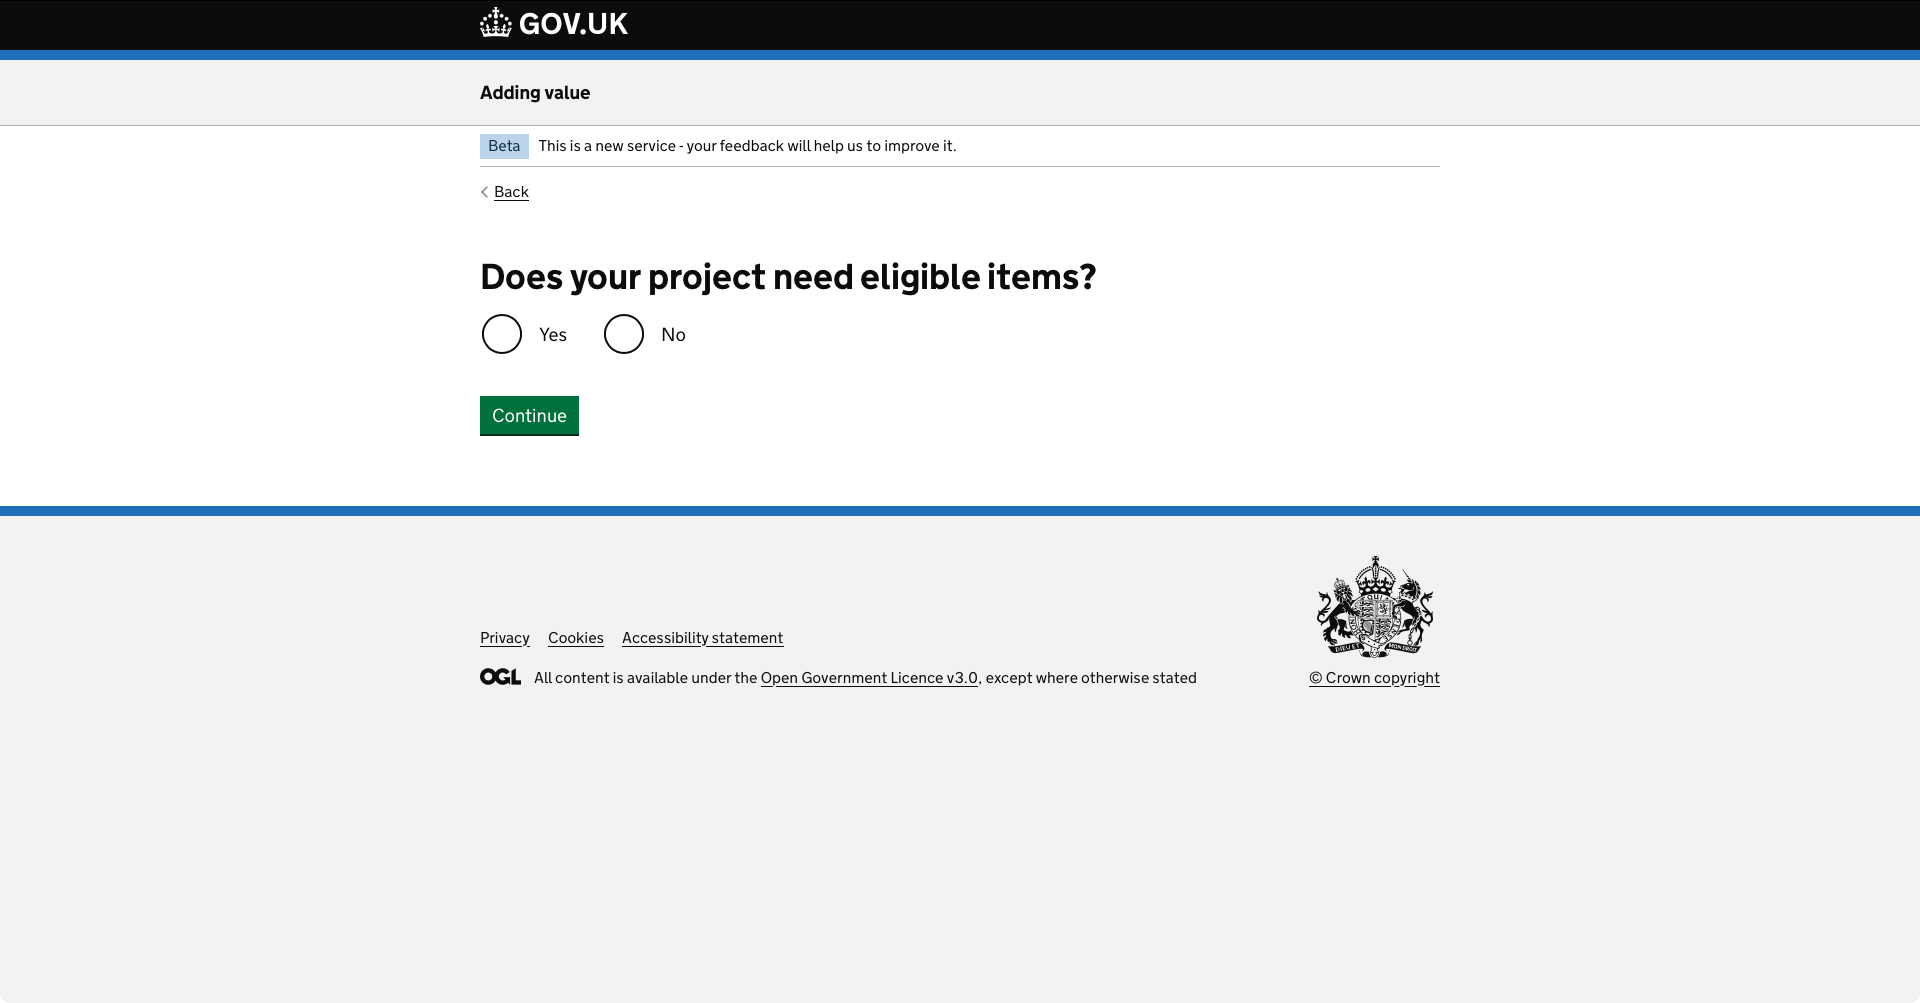 GOV.UK
Adding value
Beta This is a new service - your feedback will help us to improve it.
Back
Does your project need eligible items?
Yes No
Continue
Privacy Cookies Accessibility statement
OGL All content is available under the Open Government Licence v3.0, except where otherwise stated
DIEU ET MON DROIT
© Crown copyright